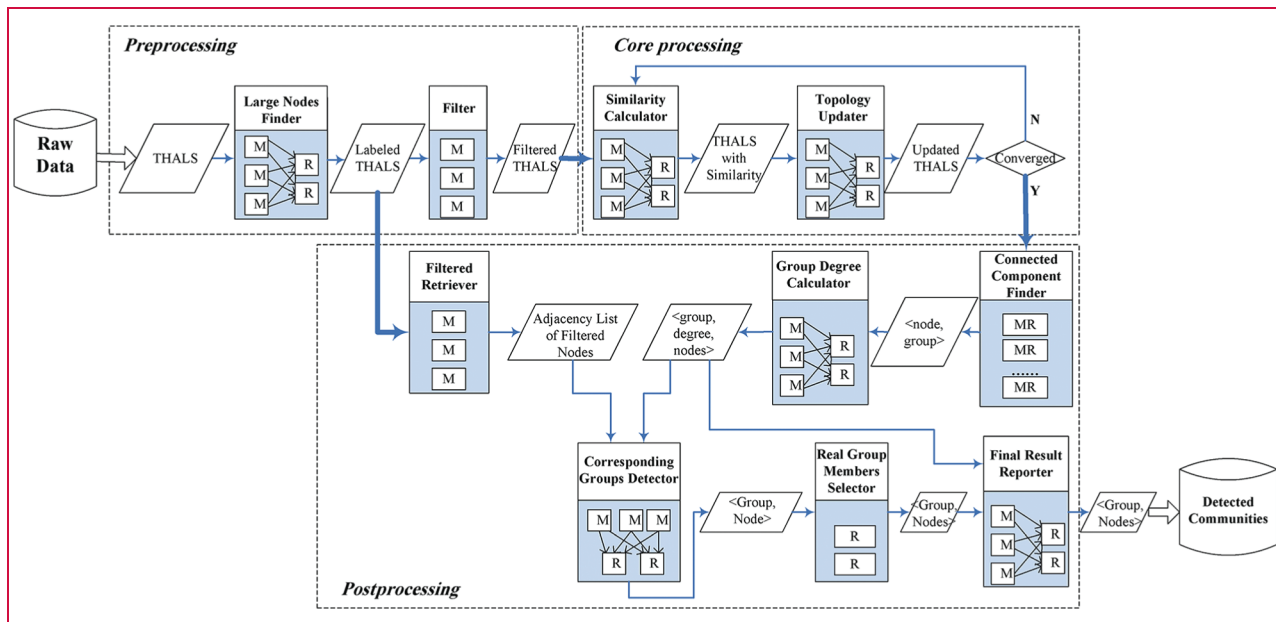 Preprocessing
Core processing
Raw
Data
THALS
Large Nodes
Finder
M
M
M
R
R
Labeled
THALS
Filter
M
M
M
Filtered
THALS
Similarity
Calculator
M
M
M
R
R
THALS
with
Similarity
Topology
Updater
M
M
M
R
R
Updated
THALS
Converged
N
Y
Filtered
Retriever
M
M
M
Adjacency List
of Filtered
Nodes
<group,
degree,
nodes>
Group Degree
Calculator
M
M
M
R
R
<node,
group>
Connected
Component
Finder
MR
MR
......
MR
Corresponding
Groups Detector
M
M
M
R
R
<Group,
Node>
Real Group
Members
Selector
R
R
<Group,
Nodes>
Final Result
Reporter
M
M
M
R
R
<Group,
Nodes>
Detected
Communities
Postprocessing